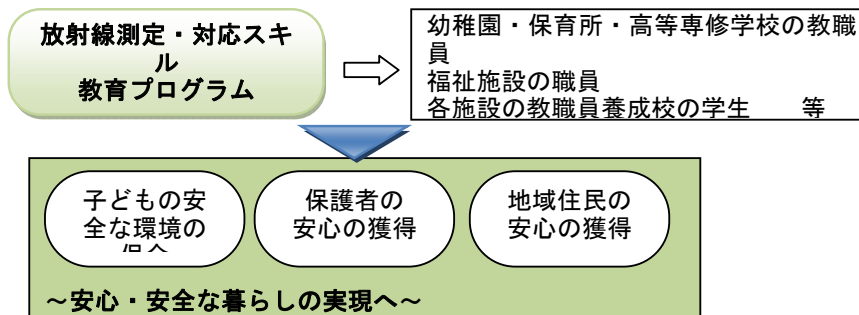 放射線測定・対応スキ
ル
教育プログラム
幼稚園・保育所・高等専修学校の教職
員
福祉施設の職員
各施設の教職員養成校の学生　　等
子どもの安
全な環境の
保護者の
安心の獲得
地域住民の
安心の獲得
～安心・安全な暮らしの実現へ～